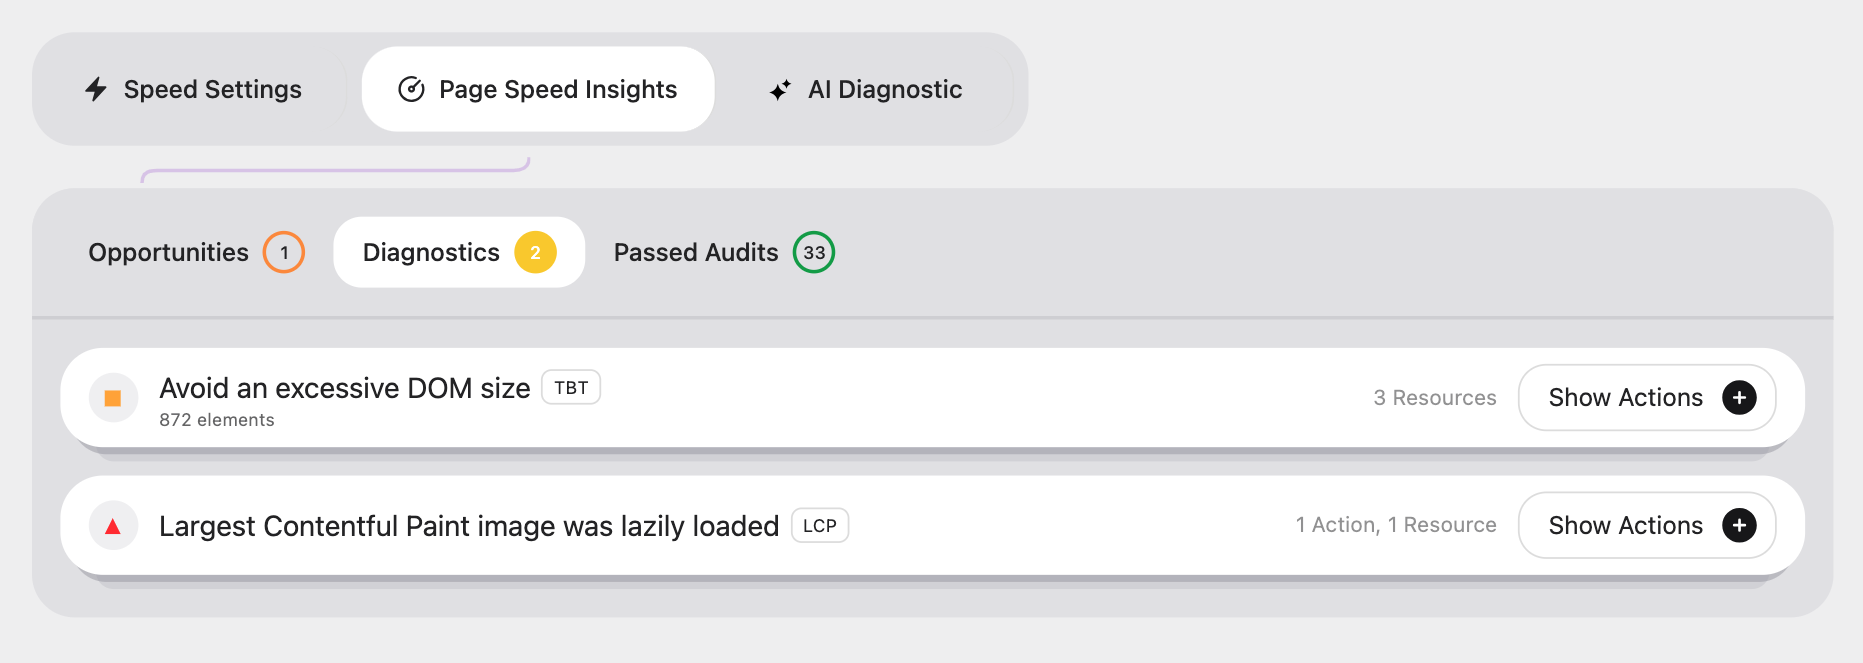 Speed Settings
Page Speed Insights
AI Diagnostic
Opportunities 1
Diagnostics 2
Passed Audits 33
Avoid an excessive DOM size TBT
872 elements
3 Resources
Show Actions
Largest Contentful Paint image was lazily loaded LCP
1 Action, 1 Resource
Show Actions